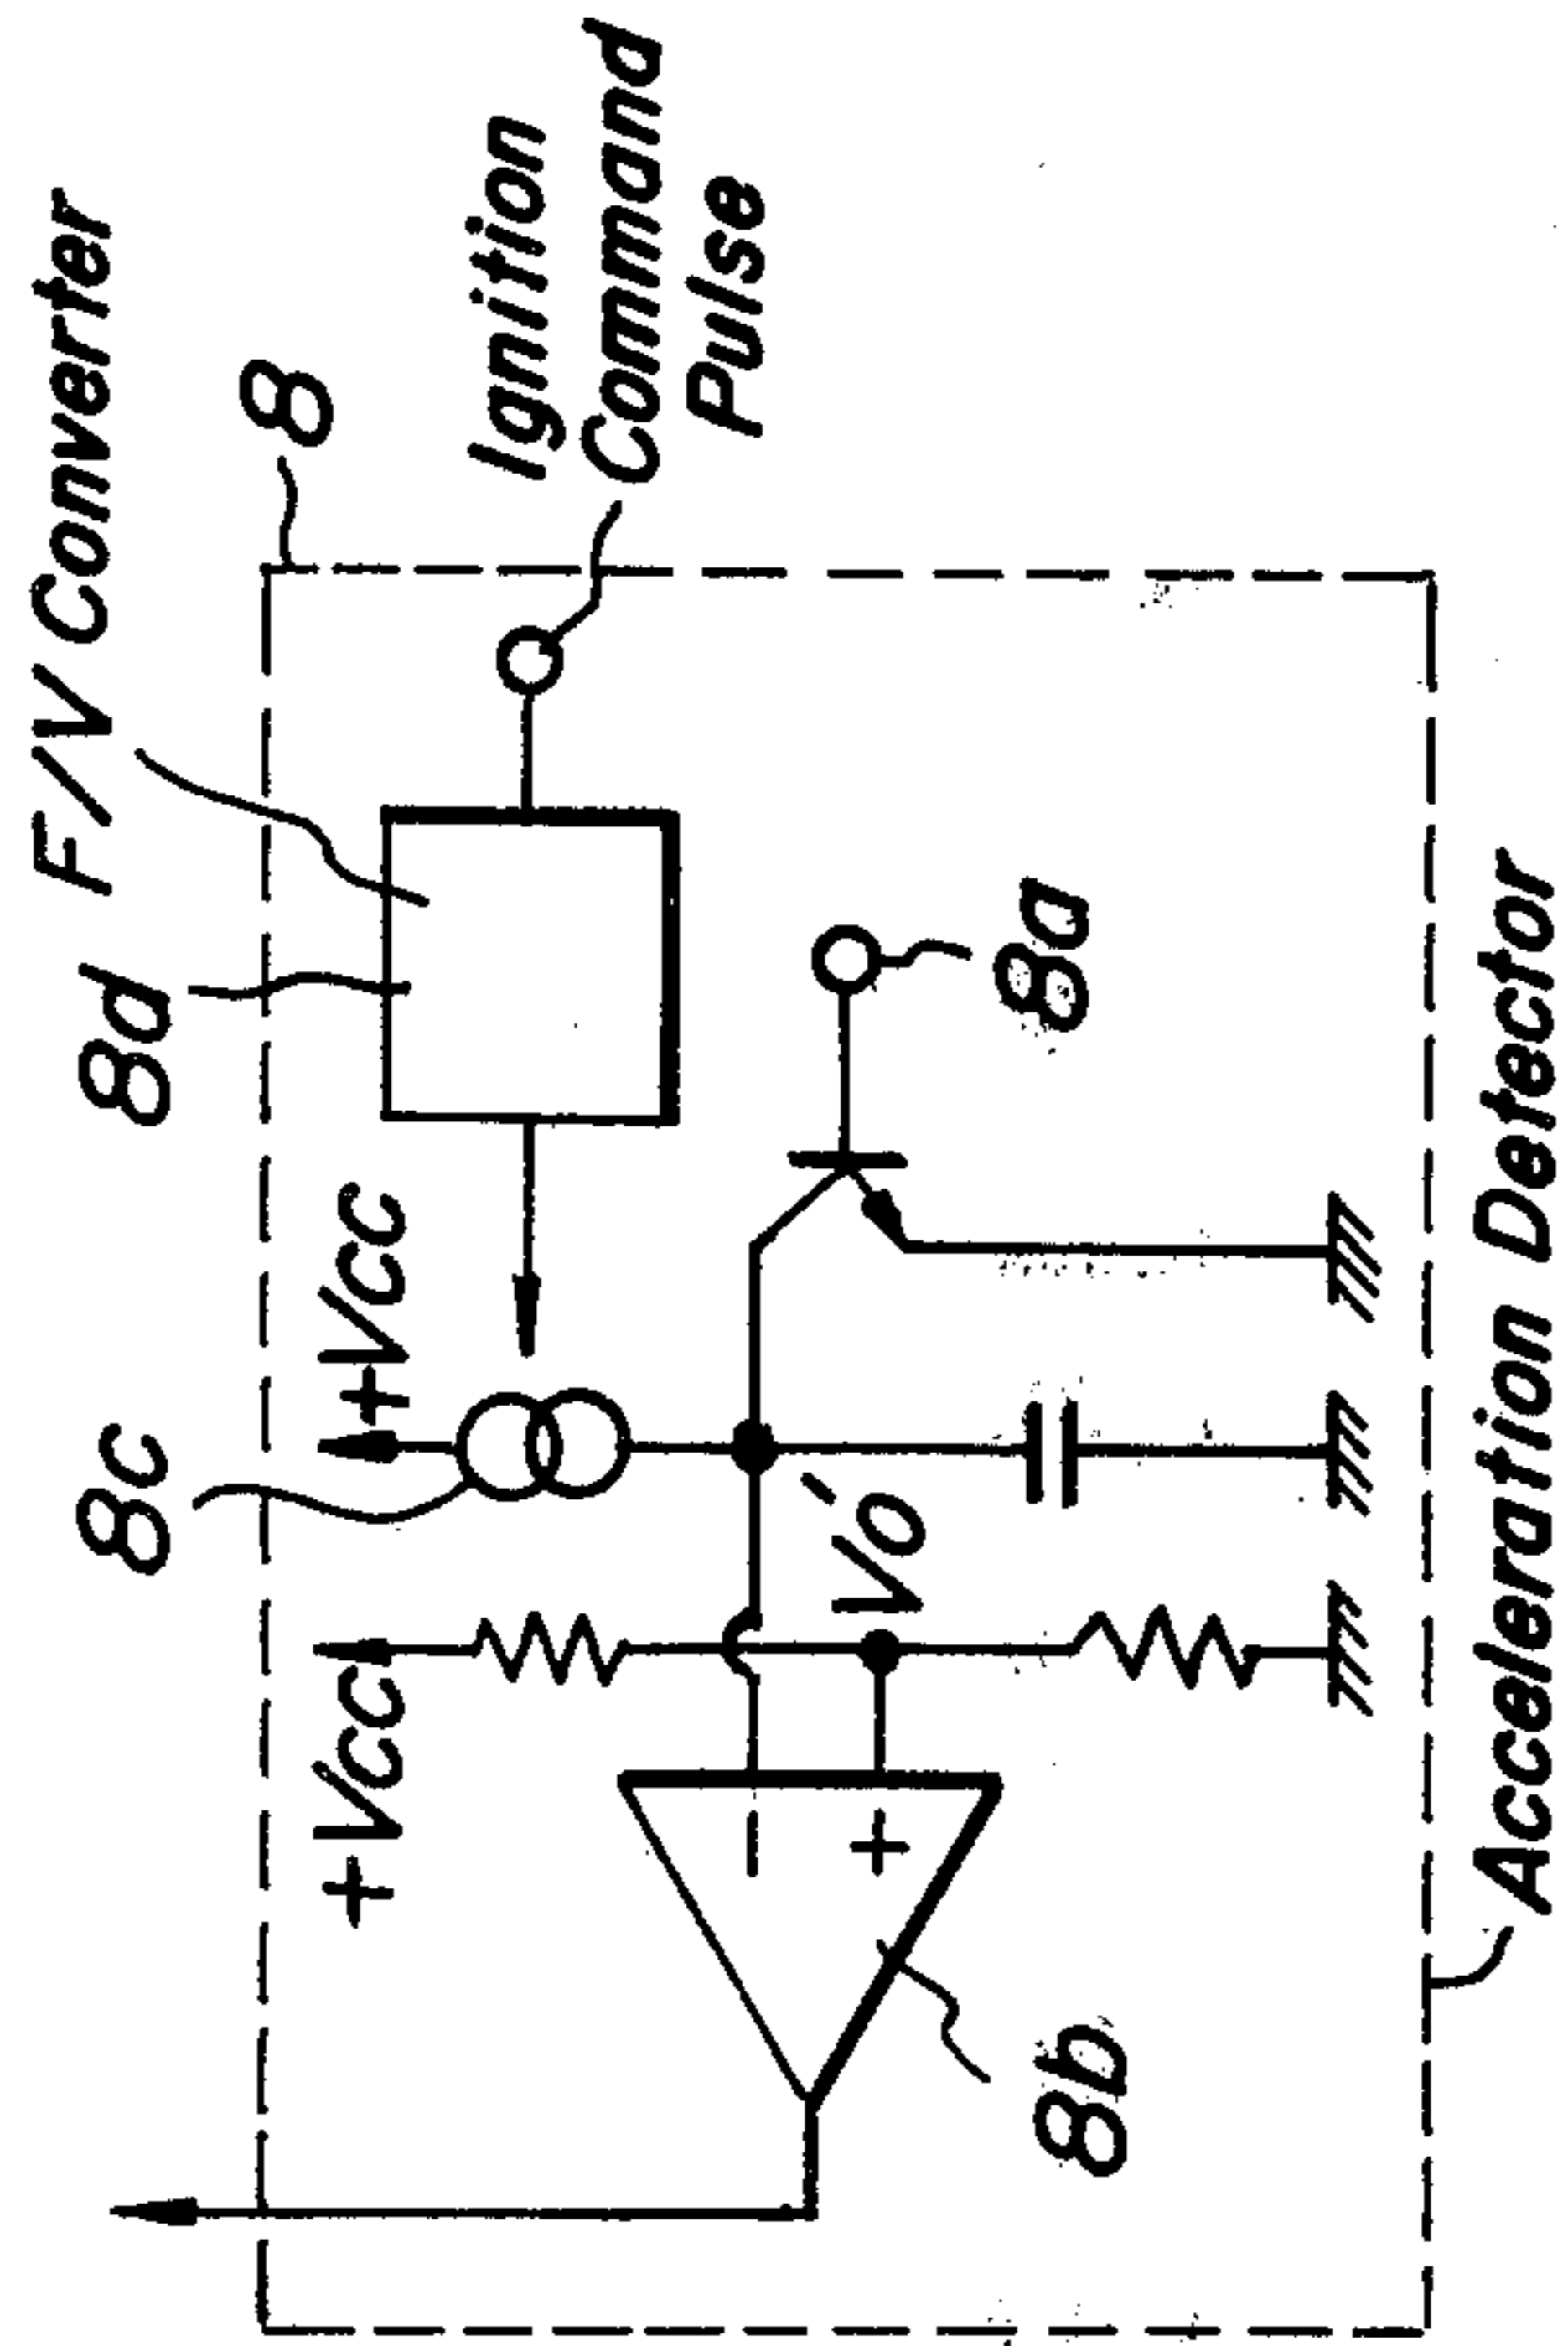 8c
8d
F/V Converter
8
+Vcc
+Vcc
Ignition
Command
Pulse
−
+
Vo'
8a
8b
Acceleration Detector